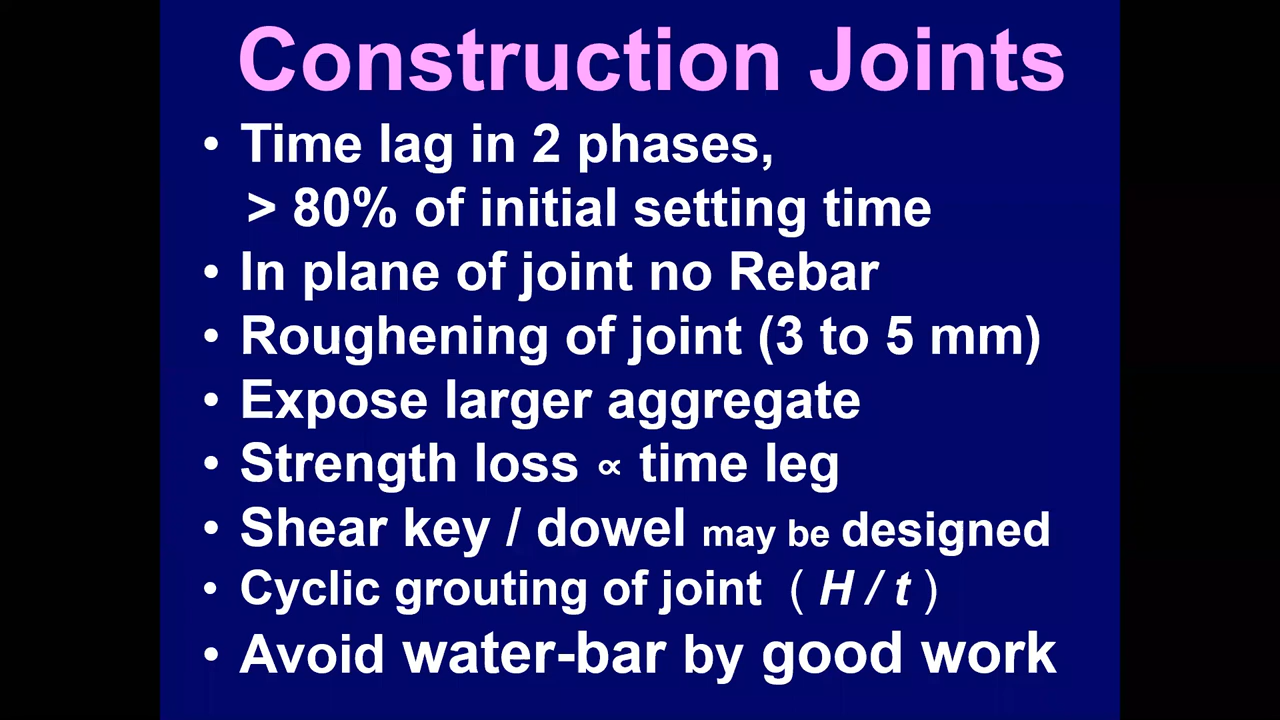 Construction Joints
• Time lag in 2 phases,
> 80% of initial setting time
• In plane of joint no Rebar
• Roughening of joint (3 to 5 mm)
• Expose larger aggregate
• Strength loss ∝ time leg
• Shear key / dowel may be designed
• Cyclic grouting of joint ( H / t )
• Avoid water-bar by good work